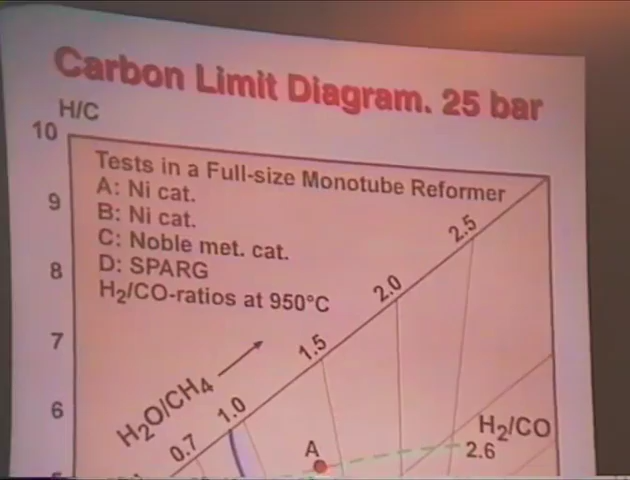 Carbon Limit Diagram. 25 bar
H/C
10
Tests in a Full-size Monotube Reformer
A: Ni cat.
9
B: Ni cat.
C: Noble met. cat.
2.5
8
D: SPARG
H₂/CO-ratios at 950°C
2.0
7
1.5
H₂O/CH₄
6
1.0
0.7
A
H₂/CO
2.6